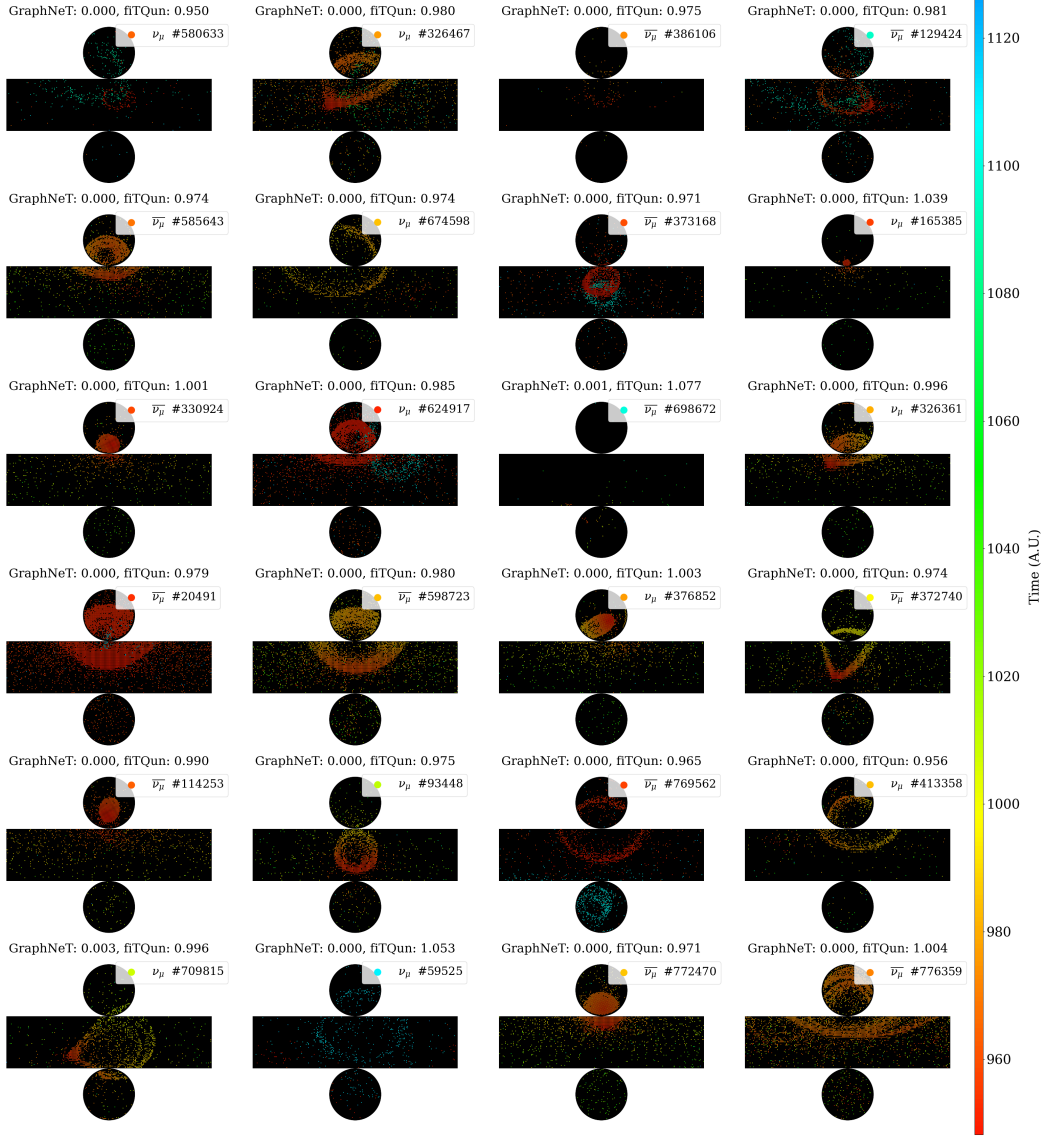 GraphNeT: 0.000, fiTQun: 0.950
GraphNeT: 0.000, fiTQun: 0.980
GraphNeT: 0.000, fiTQun: 0.975
GraphNeT: 0.000, fiTQun: 0.981
ν_μ #580633
ν_μ #326467
ν̅_μ #386106
ν̅_μ #129424
GraphNeT: 0.000, fiTQun: 0.974
GraphNeT: 0.000, fiTQun: 0.974
GraphNeT: 0.000, fiTQun: 0.971
GraphNeT: 0.000, fiTQun: 1.039
ν̅_μ #585643
ν_μ #674598
ν̅_μ #373168
ν_μ #165385
GraphNeT: 0.000, fiTQun: 1.001
GraphNeT: 0.000, fiTQun: 0.985
GraphNeT: 0.001, fiTQun: 1.077
GraphNeT: 0.000, fiTQun: 0.996
ν̅_μ #330924
ν_μ #624917
ν̅_μ #698672
ν_μ #326361
GraphNeT: 0.000, fiTQun: 0.979
GraphNeT: 0.000, fiTQun: 0.980
GraphNeT: 0.000, fiTQun: 1.003
GraphNeT: 0.000, fiTQun: 0.974
ν̅_μ #20491
ν̅_μ #598723
ν_μ #376852
ν̅_μ #372740
GraphNeT: 0.000, fiTQun: 0.990
GraphNeT: 0.000, fiTQun: 0.975
GraphNeT: 0.000, fiTQun: 0.965
GraphNeT: 0.000, fiTQun: 0.956
ν̅_μ #114253
ν_μ #93448
ν̅_μ #769562
ν_μ #413358
GraphNeT: 0.003, fiTQun: 0.996
GraphNeT: 0.000, fiTQun: 1.053
GraphNeT: 0.000, fiTQun: 0.971
GraphNeT: 0.000, fiTQun: 1.004
ν_μ #709815
ν_μ #59525
ν̅_μ #772470
ν̅_μ #776359
1120
1100
1080
1060
1040
1020
1000
980
960
Time (A.U.)